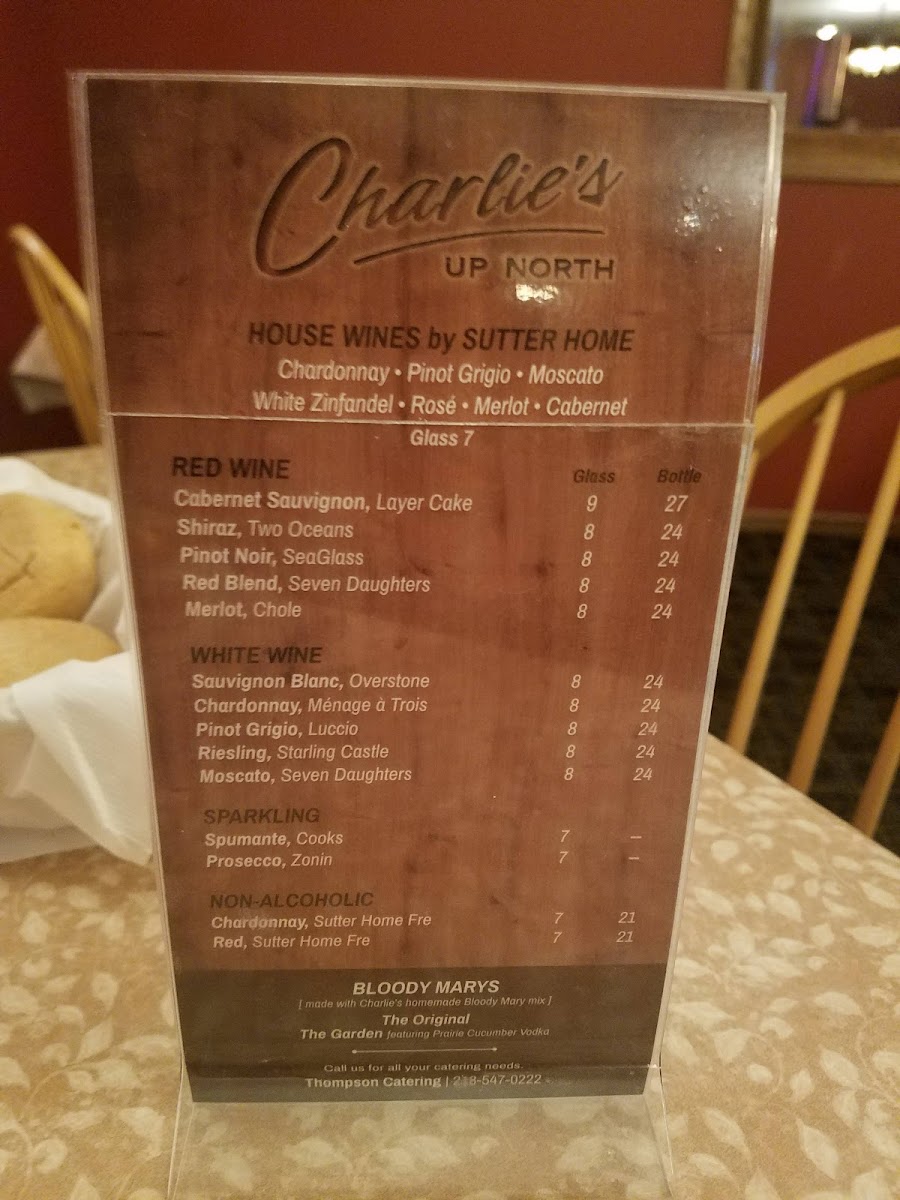 Charlie's
UP NORTH
HOUSE WINES by SUTTER HOME
Chardonnay • Pinot Grigio • Moscato
White Zinfandel • Rosé • Merlot • Cabernet
Glass 7
RED WINE Glass Bottle
Cabernet Sauvignon, Layer Cake 9 27
Shiraz, Two Oceans 8 24
Pinot Noir, SeaGlass 8 24
Red Blend, Seven Daughters 8 24
Merlot, Chole 8 24
WHITE WINE
Sauvignon Blanc, Overstone 8 24
Chardonnay, Ménage à Trois 8 24
Pinot Grigio, Luccio 8 24
Riesling, Starling Castle 8 24
Moscato, Seven Daughters 8 24
SPARKLING
Spumante, Cooks 7 –
Prosecco, Zonin 7 –
NON-ALCOHOLIC
Chardonnay, Sutter Home Fre 7 21
Red, Sutter Home Fre 7 21
BLOODY MARYS
[ made with Charlie's homemade Bloody Mary mix ]
The Original
The Garden featuring Prairie Cucumber Vodka
Call us for all your catering needs.
Thompson Catering | 218-547-0222